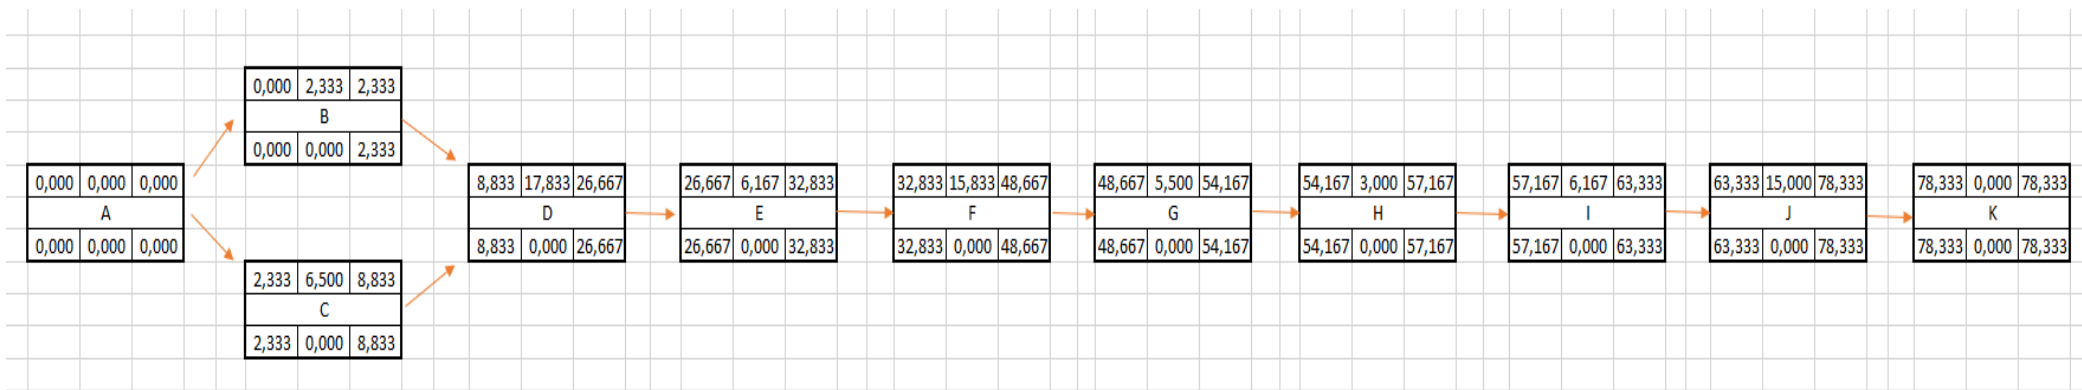 0,000 2,333 2,333
B
0,000 0,000 2,333
0,000 0,000 0,000
A
0,000 0,000 0,000
2,333 6,500 8,833
C
2,333 0,000 8,833
8,833 17,833 26,667
D
8,833 0,000 26,667
26,667 6,167 32,833
E
26,667 0,000 32,833
32,833 15,833 48,667
F
32,833 0,000 48,667
48,667 5,500 54,167
G
48,667 0,000 54,167
54,167 3,000 57,167
H
54,167 0,000 57,167
57,167 6,167 63,333
I
57,167 0,000 63,333
63,333 15,000 78,333
J
63,333 0,000 78,333
78,333 0,000 78,333
K
78,333 0,000 78,333